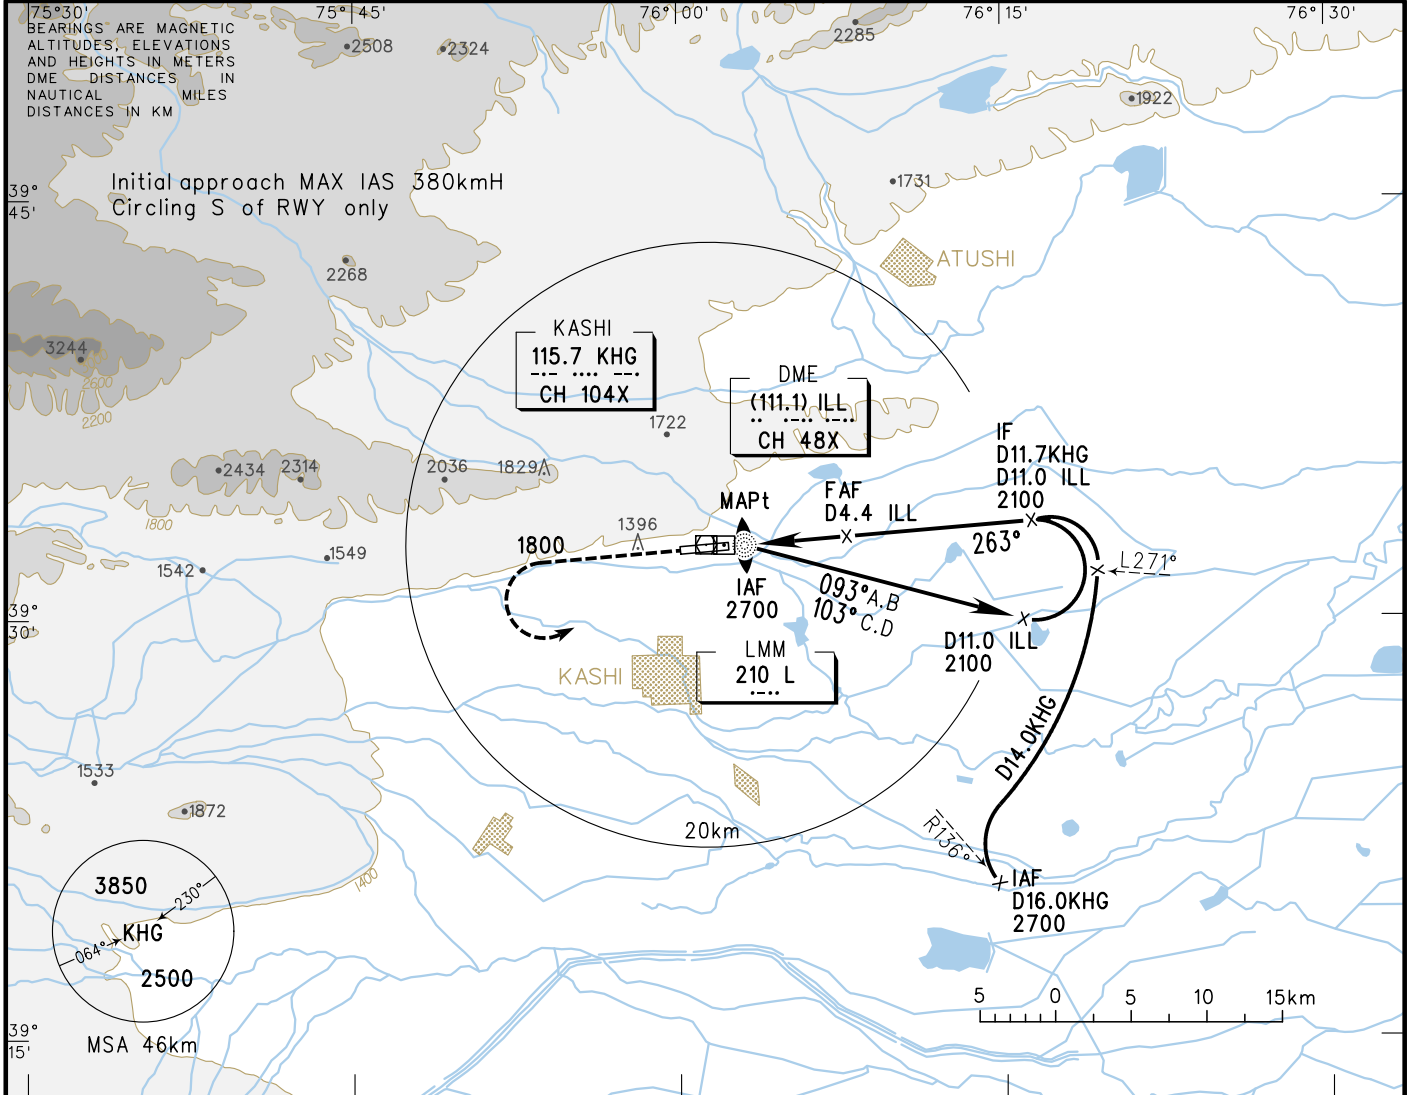 75°30'
75°45'
76°00'
76°15'
76°30'
BEARINGS ARE MAGNETIC
ALTITUDES, ELEVATIONS
AND HEIGHTS IN METERS
DME DISTANCES IN
NAUTICAL MILES
DISTANCES IN KM
2508
2324
2285
1922
Initial approach MAX IAS 380kmH
Circling S of RWY only
39°
45'
1731
ATUSHI
2268
3244
2600
2200
KASHI
115.7 KHG
-·- ···· --·
CH 104X
DME
(111.1) ILL
·· ·-·· ·-··
CH 48X
1722
2434
2314
2036
1829
1800
IF
D11.7KHG
D11.0 ILL
2100
FAF
D4.4 ILL
MAPt
1396
1800
263°
1549
1542
L271°
IAF
2700
093°A.B
103°C.D
39°
30'
D11.0 ILL
2100
LMM
210 L
·-··
KASHI
D14.0KHG
1533
1872
20km
R136°
1400
IAF
D16.0KHG
2700
3850
230°
KHG
064°
2500
MSA 46km
5 0 5 10 15km
39°
15'